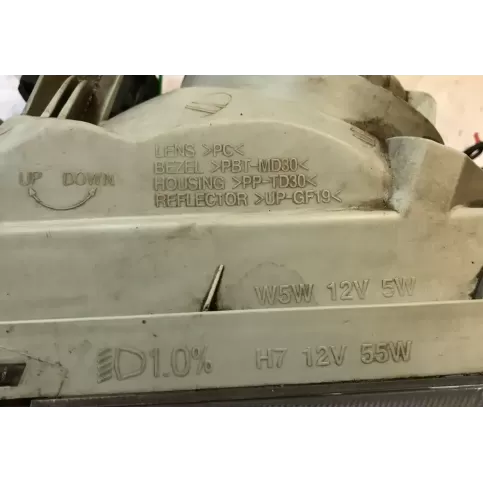 LENS >PC<
BEZEL >PBT-MD30<
HOUSING >PP-TD30<
REFLECTOR >UP-GF19<
UP DOWN
W5W 12V 5W
1.0% H7 12V 55W